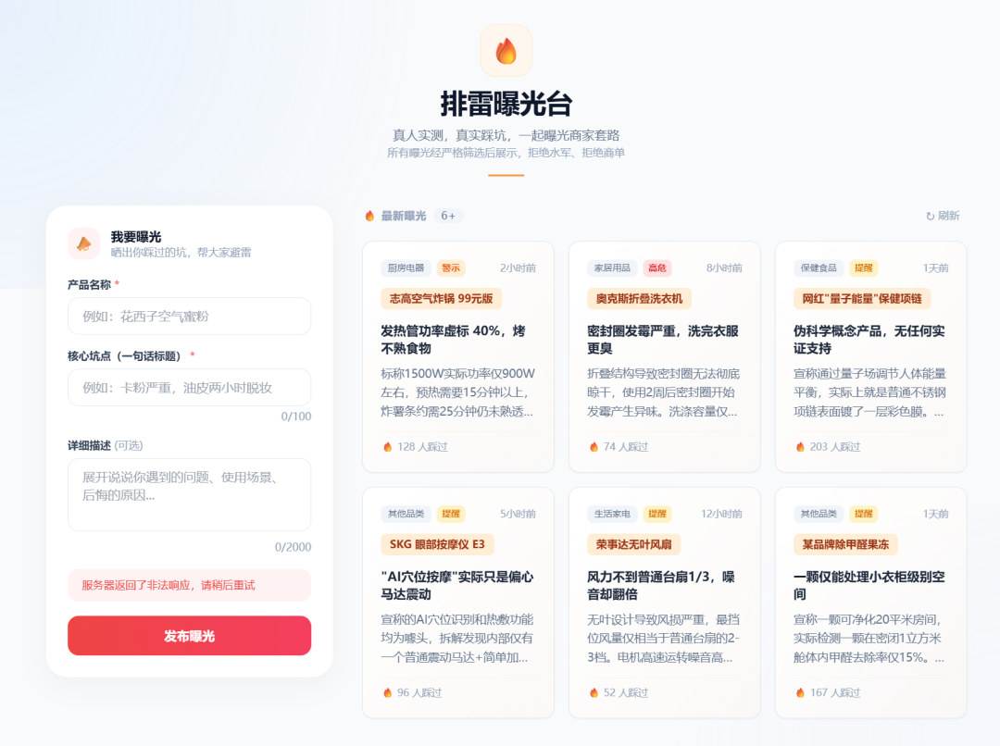 排雷曝光台
真人实测，真实踩坑，一起曝光商家套路
所有曝光经严格筛选后展示，拒绝水军、拒绝商单
我要曝光
晒出你踩过的坑，帮大家避雷
产品名称 *
例如：花西子空气蜜粉
核心坑点（一句话标题） *
例如：卡粉严重，油皮两小时脱妆
0/100
详细描述 (可选)
展开说说你遇到的问题、使用场景、
后悔的原因...
0/2000
服务器返回了非法响应，请稍后重试
发布曝光
最新曝光 6+
↻ 刷新
厨房电器 警示 2小时前
志高空气炸锅 99元版
发热管功率虚标 40%，烤
不熟食物
标称1500W实际功率仅900W
左右，预热需要15分钟以上，
炸薯条约需25分钟仍未熟透...
128 人踩过
家居用品 高危 8小时前
奥克斯折叠洗衣机
密封圈发霉严重，洗完衣服
更臭
折叠结构导致密封圈无法彻底
晾干，使用2周后密封圈开始
发霉产生异味。洗涤容量仅...
74 人踩过
保健食品 提醒 1天前
网红"量子能量"保健项链
伪科学概念产品，无任何实
证支持
宣称通过量子场调节人体能量
平衡，实际上就是普通不锈钢
项链表面镀了一层彩色膜。...
203 人踩过
其他品类 提醒 5小时前
SKG 眼部按摩仪 E3
"AI穴位按摩"实际只是偏心
马达震动
宣称的AI穴位识别和热敷功能
均为噱头，拆解发现内部仅有
一个普通震动马达+简单加...
96 人踩过
生活家电 提醒 12小时前
荣事达无叶风扇
风力不到普通台扇1/3，噪
音却翻倍
无叶设计导致风损严重，最挡
位风量仅相当于普通台扇的2-
3档。电机高速运转噪音高...
52 人踩过
其他品类 提醒 1天前
某品牌除甲醛果冻
一颗仅能处理小衣柜级别空
间
宣称一颗可净化20平米房间，
实际检测一颗在密闭1立方米
舱体内甲醛去除率仅15%。...
167 人踩过